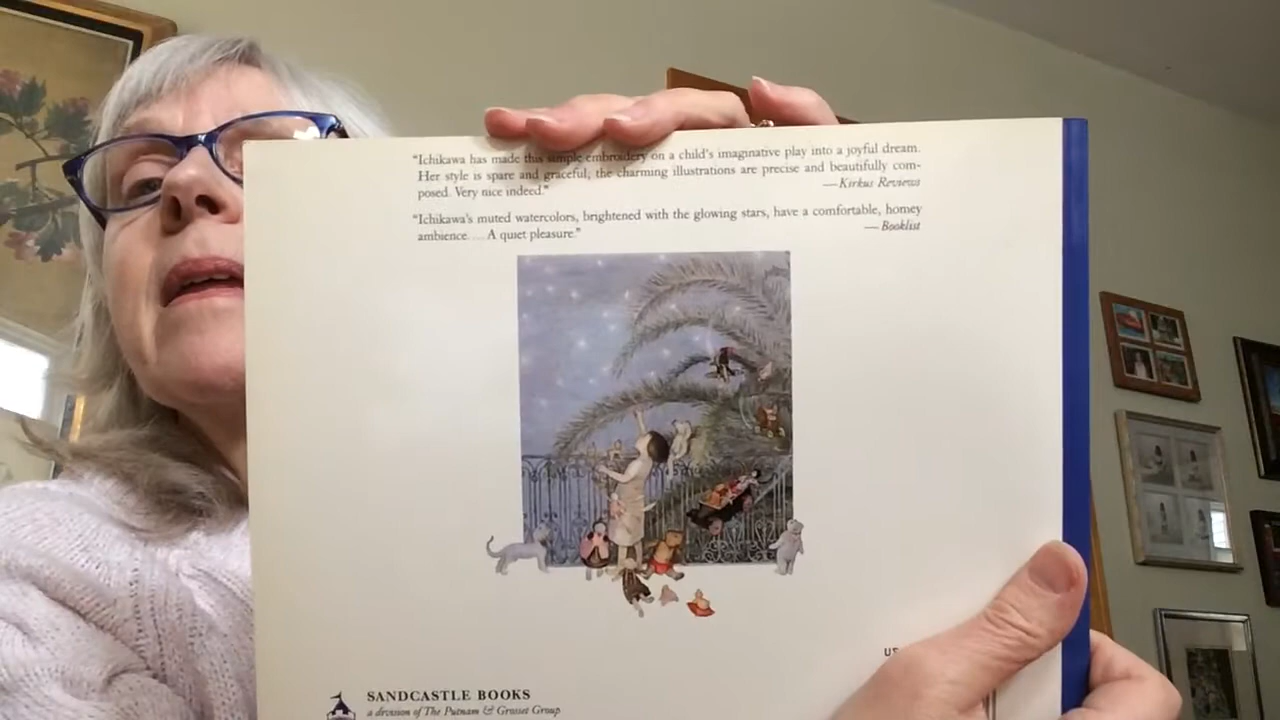 “Ichikawa has made this simple embroidery on a child's imaginative play into a joyful dream.
Her style is spare and graceful; the charming illustrations are precise and beautifully com-
posed. Very nice indeed.”
—Kirkus Reviews
“Ichikawa's muted watercolors, brightened with the glowing stars, have a comfortable, homey
ambience. . . . A quiet pleasure.”
—Booklist
US
SANDCASTLE BOOKS
a division of The Putnam & Grosset Group